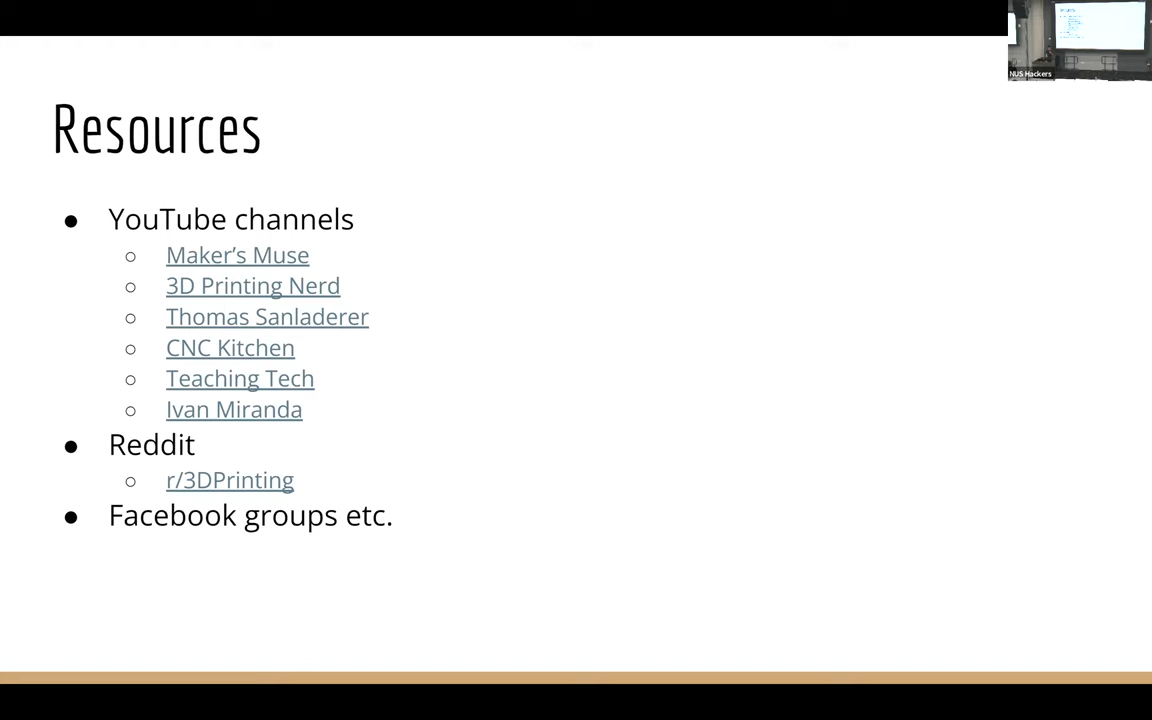 NUS Hackers
Resources
● YouTube channels
○ Maker's Muse
○ 3D Printing Nerd
○ Thomas Sanladerer
○ CNC Kitchen
○ Teaching Tech
○ Ivan Miranda
● Reddit
○ r/3DPrinting
● Facebook groups etc.